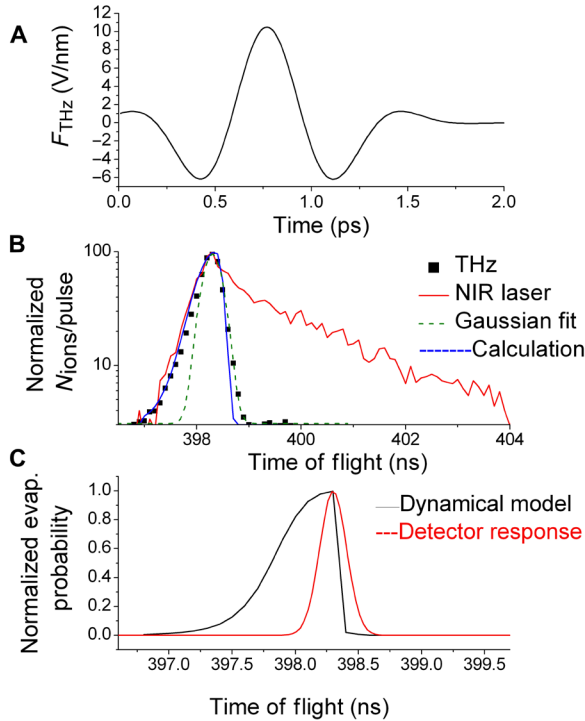 A
F_THz (V/nm)
12
10
8
6
4
2
0
−2
−4
−6
0.0 0.5 1.0 1.5 2.0
Time (ps)
B
Normalized
N_ions/pulse
100
10
THz
NIR laser
Gaussian fit
Calculation
398 400 402 404
Time of flight (ns)
C
Normalized evap.
probability
1.0
0.8
0.6
0.4
0.2
0.0
Dynamical model
Detector response
397.0 397.5 398.0 398.5 399.0 399.5
Time of flight (ns)